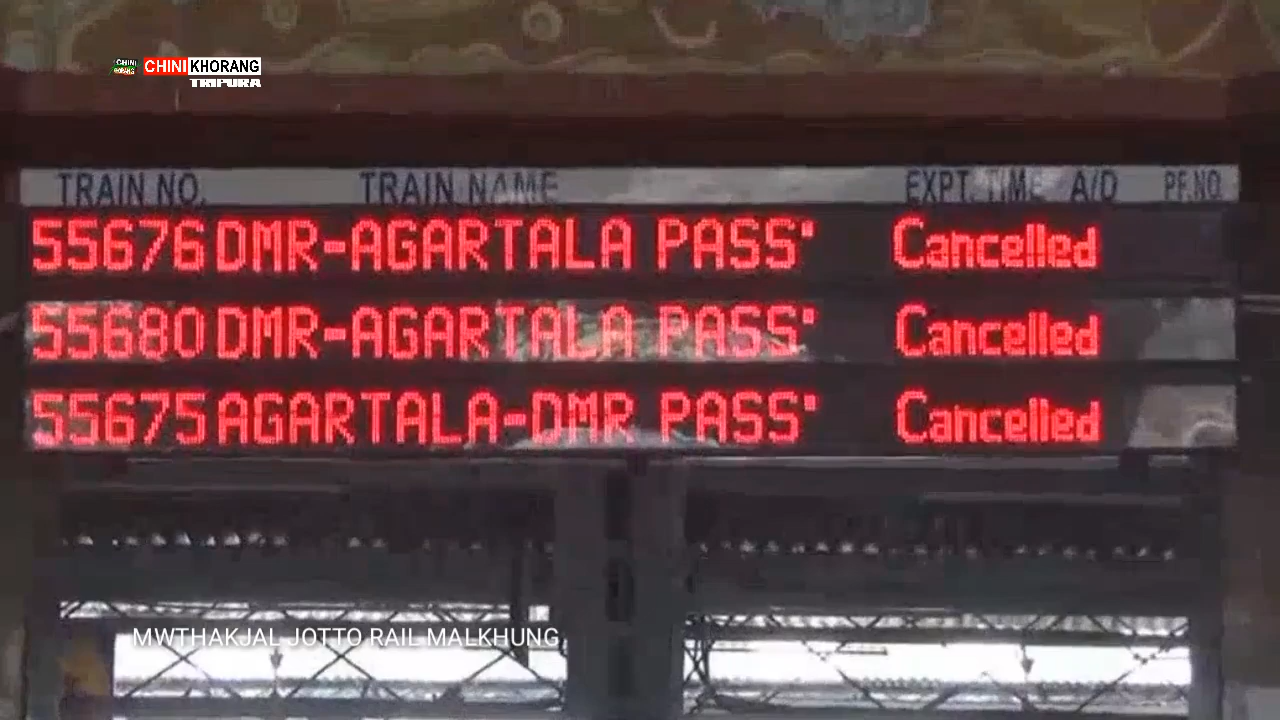 CHINI KHORANG
TRIPURA
TRAIN NO. TRAIN NAME EXPT. TIME A/D PF.NO.
55676 DMR-AGARTALA PASS' Cancelled
55680 DMR-AGARTALA PASS' Cancelled
55675 AGARTALA-DMR PASS' Cancelled
MWTHAKJAL JOTTO RAIL MALKHUNG